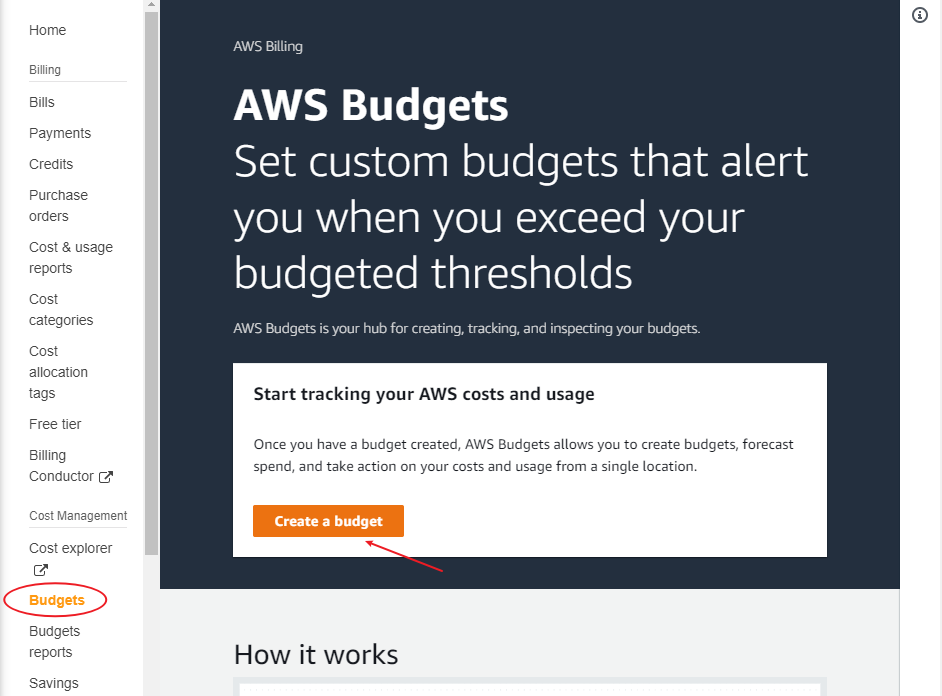 Home
Billing
Bills
Payments
Credits
Purchase
orders
Cost & usage
reports
Cost
categories
Cost
allocation
tags
Free tier
Billing
Conductor
Cost Management
Cost explorer
Budgets
Budgets
reports
Savings
AWS Billing
AWS Budgets
Set custom budgets that alert
you when you exceed your
budgeted thresholds
AWS Budgets is your hub for creating, tracking, and inspecting your budgets.
Start tracking your AWS costs and usage
Once you have a budget created, AWS Budgets allows you to create budgets, forecast
spend, and take action on your costs and usage from a single location.
Create a budget
How it works